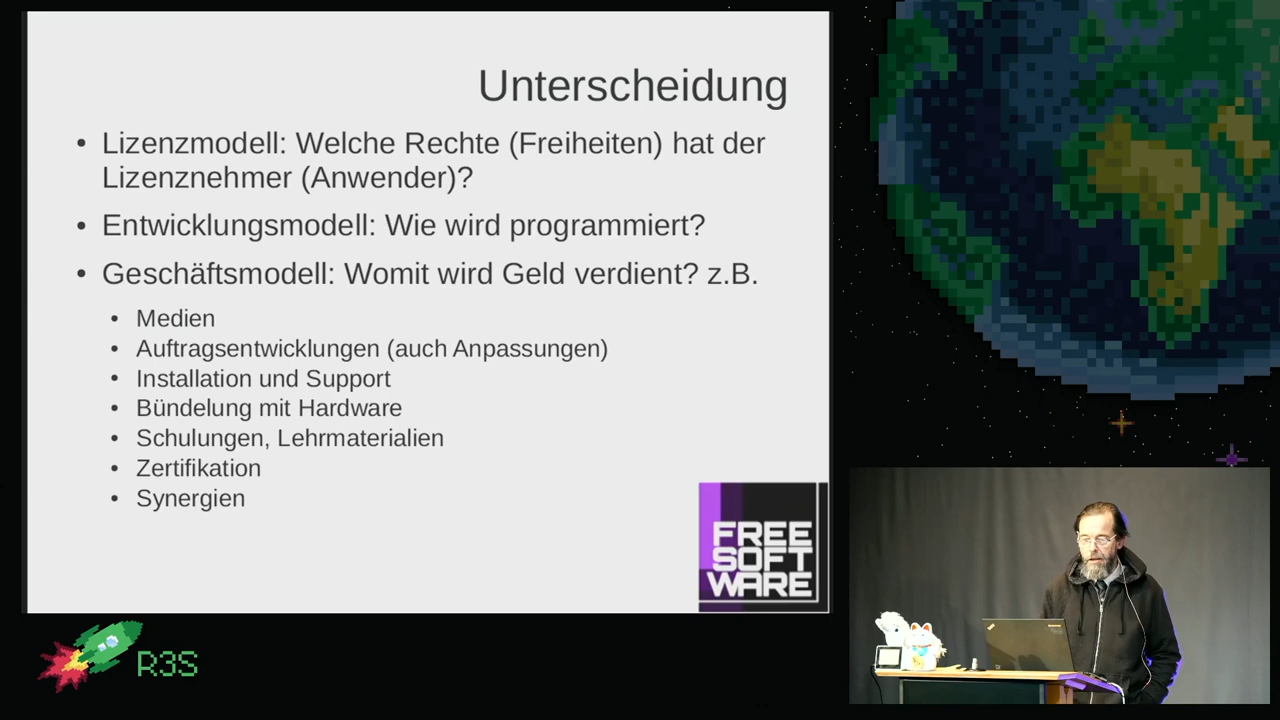 Unterscheidung
• Lizenzmodell: Welche Rechte (Freiheiten) hat der
Lizenznehmer (Anwender)?
• Entwicklungsmodell: Wie wird programmiert?
• Geschäftsmodell: Womit wird Geld verdient? z.B.
• Medien
• Auftragsentwicklungen (auch Anpassungen)
• Installation und Support
• Bündelung mit Hardware
• Schulungen, Lehrmaterialien
• Zertifikation
• Synergien
FREE
SOFT
WARE
R3S